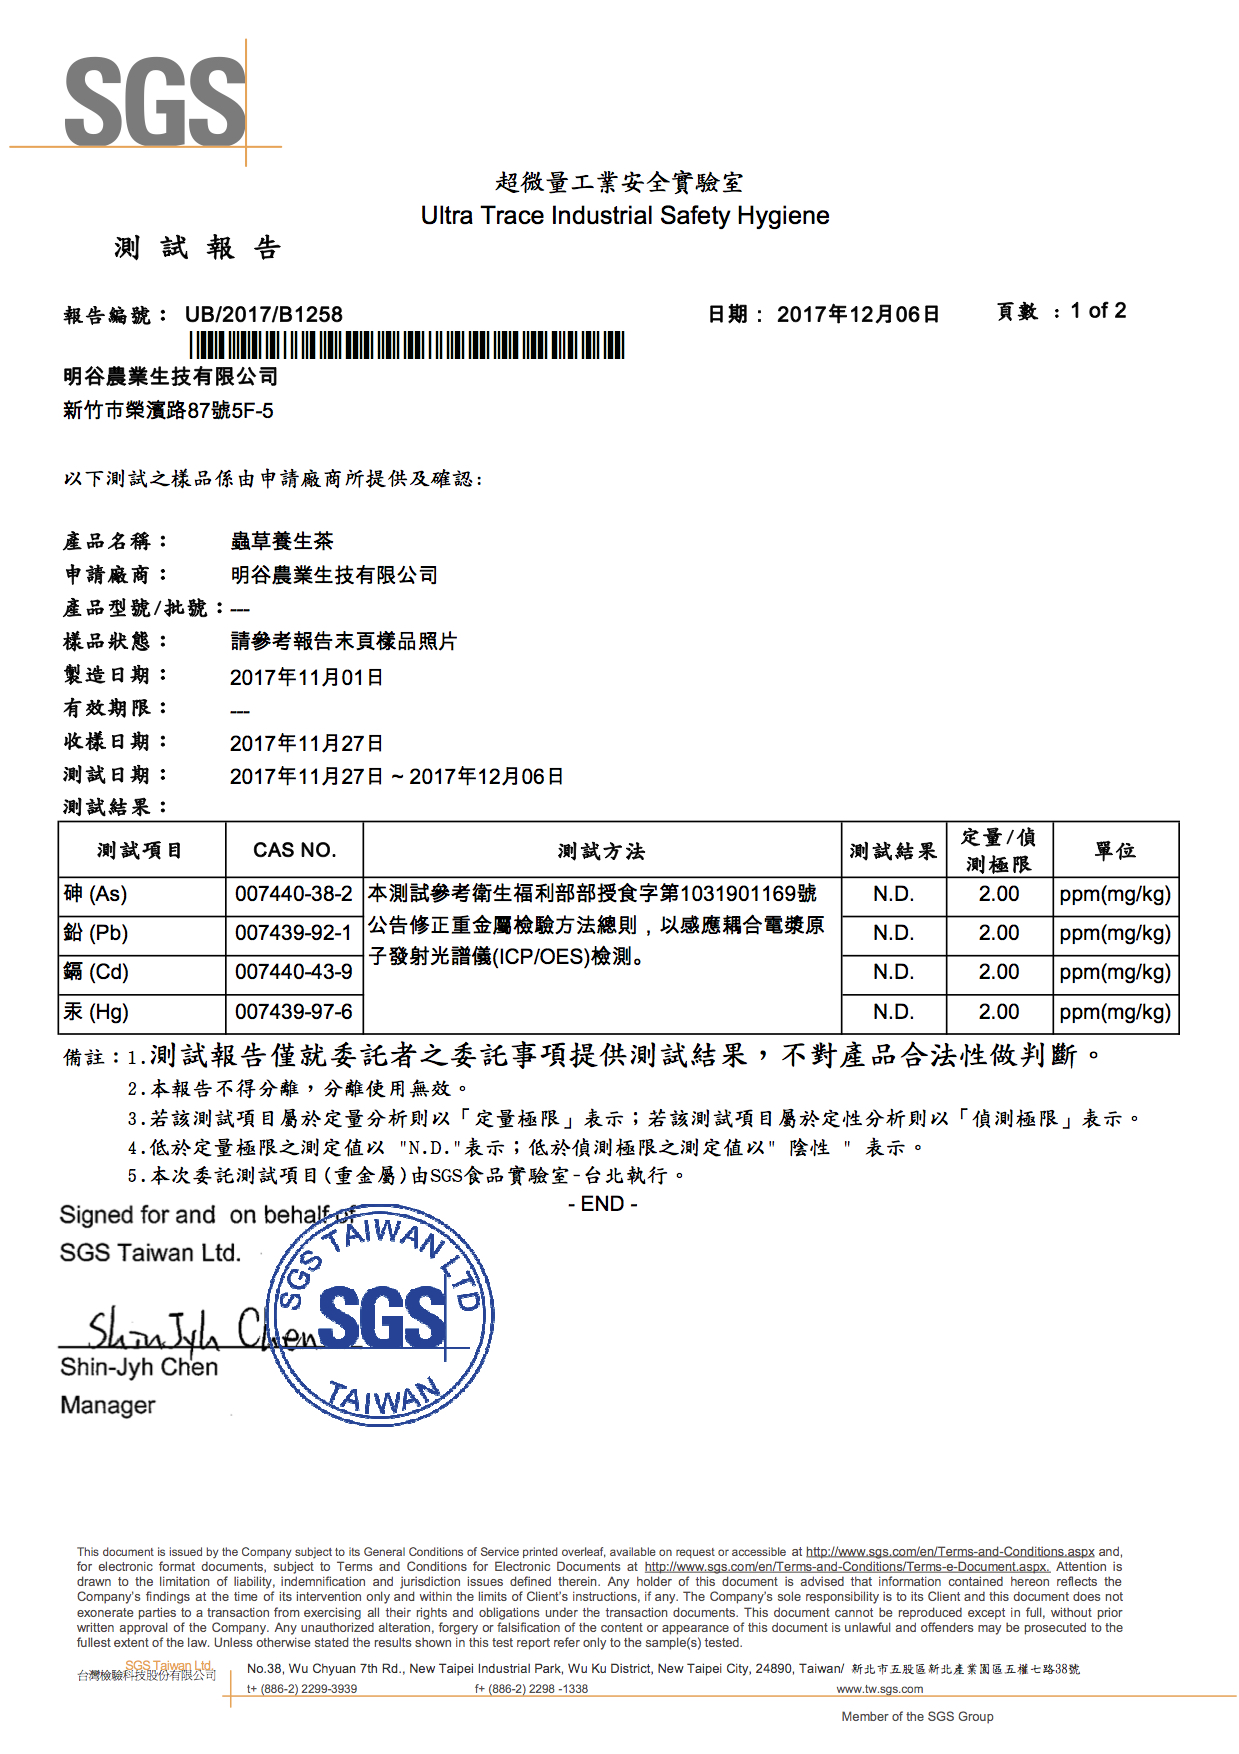 SGS
超微量工業安全實驗室
Ultra Trace Industrial Safety Hygiene
測 試 報 告
報告編號： UB/2017/B1258 日期： 2017年12月06日 頁數 ：1 of 2
明谷農業生技有限公司
新竹市榮濱路87號5F-5
以下測試之樣品係由申請廠商所提供及確認:
產品名稱： 蟲草養生茶
申請廠商： 明谷農業生技有限公司
產品型號/批號：---
樣品狀態： 請參考報告末頁樣品照片
製造日期： 2017年11月01日
有效期限： ---
收樣日期： 2017年11月27日
測試日期： 2017年11月27日 ~ 2017年12月06日
測試結果：
測試項目 CAS NO. 測試方法 測試結果 定量/偵測極限 單位
砷 (As) 007440-38-2 本測試參考衛生福利部部授食字第1031901169號 N.D. 2.00 ppm(mg/kg)
鉛 (Pb) 007439-92-1 公告修正重金屬檢驗方法總則，以感應耦合電漿原 N.D. 2.00 ppm(mg/kg)
鎘 (Cd) 007440-43-9 子發射光譜儀(ICP/OES)檢測。 N.D. 2.00 ppm(mg/kg)
汞 (Hg) 007439-97-6 N.D. 2.00 ppm(mg/kg)
備註：1.測試報告僅就委託者之委託事項提供測試結果，不對產品合法性做判斷。
2.本報告不得分離，分離使用無效。
3.若該測試項目屬於定量分析則以「定量極限」表示；若該測試項目屬於定性分析則以「偵測極限」表示。
4.低於定量極限之測定值以 "N.D."表示；低於偵測極限之測定值以" 陰性 " 表示。
5.本次委託測試項目(重金屬)由SGS食品實驗室-台北執行。
- END -
Signed for and on behalf of
SGS Taiwan Ltd.
Shin Jyh Chen
SGS TAIWAN LTD
SGS
TAIWAN
Shin-Jyh Chen
Manager
This document is issued by the Company subject to its General Conditions of Service printed overleaf, available on request or accessible at http://www.sgs.com/en/Terms-and-Conditions.aspx and,
for electronic format documents, subject to Terms and Conditions for Electronic Documents at http://www.sgs.com/en/Terms-and-Conditions/Terms-e-Document.aspx. Attention is
drawn to the limitation of liability, indemnification and jurisdiction issues defined therein. Any holder of this document is advised that information contained hereon reflects the
Company's findings at the time of its intervention only and within the limits of Client's instructions, if any. The Company's sole responsibility is to its Client and this document does not
exonerate parties to a transaction from exercising all their rights and obligations under the transaction documents. This document cannot be reproduced except in full, without prior
written approval of the Company. Any unauthorized alteration, forgery or falsification of the content or appearance of this document is unlawful and offenders may be prosecuted to the
fullest extent of the law. Unless otherwise stated the results shown in this test report refer only to the sample(s) tested.
SGS Taiwan Ltd.
台灣檢驗科技股份有限公司
No.38, Wu Chyuan 7th Rd., New Taipei Industrial Park, Wu Ku District, New Taipei City, 24890, Taiwan/ 新北市五股區新北產業園區五權七路38號
t+ (886-2) 2299-3939 f+ (886-2) 2298 -1338 www.tw.sgs.com
Member of the SGS Group